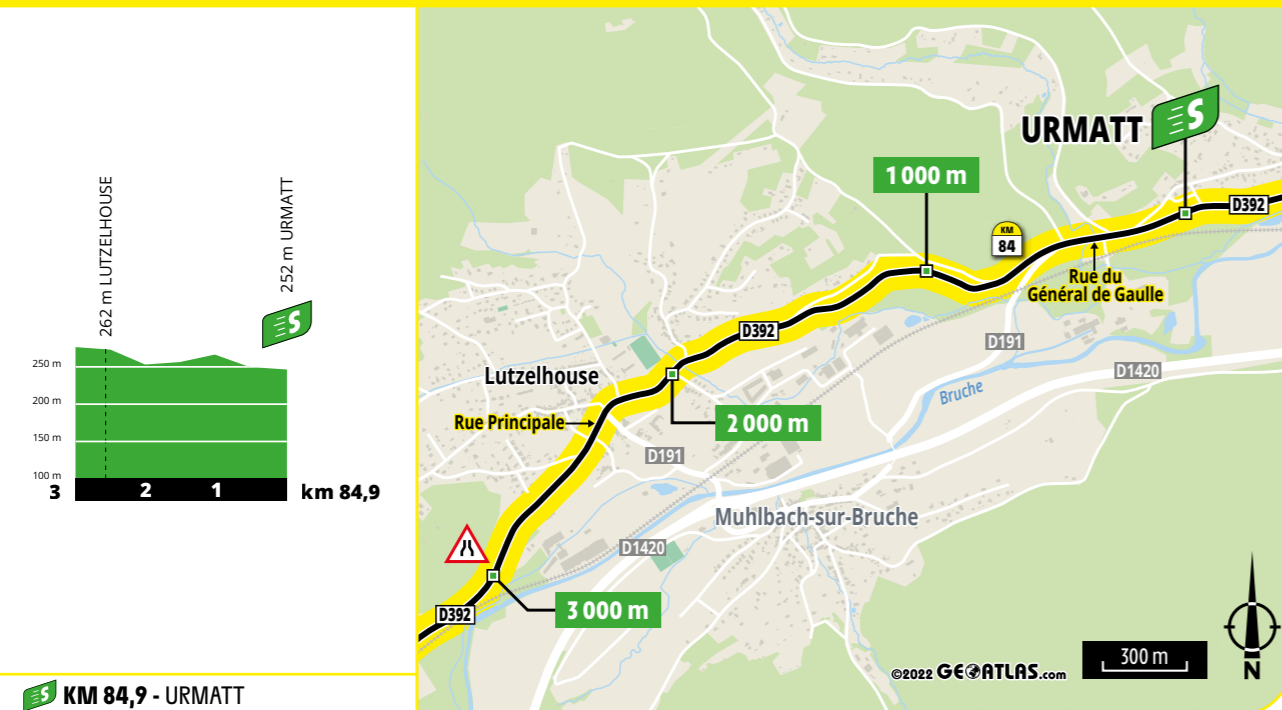 262 m LUTZELHOUSE
252 m URMATT
S
250 m
200 m
150 m
100 m
3
2
1
km 84,9
S KM 84,9 - URMATT
URMATT
S
1 000 m
KM
84
D392
Rue du
Général de Gaulle
D392
D191
D1420
Bruche
Lutzelhouse
Rue Principale
2 000 m
D191
Muhlbach-sur-Bruche
D1420
3 000 m
D392
©2022 GEOATLAS.com
300 m
N